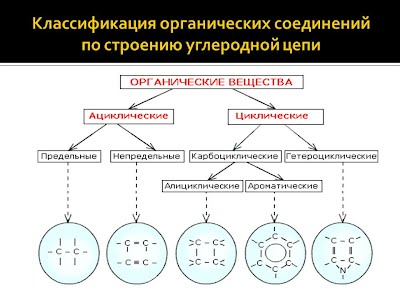 Классификация органических соединений
по строению углеродной цепи
ОРГАНИЧЕСКИЕ ВЕЩЕСТВА
Ациклические Циклические
Предельные Непредельные Карбоциклические Гетероциклические
Алициклические Ароматические
– C – C – – C = C – > C – C < C C C C
– C = C – > C – C < C C C C
C C N